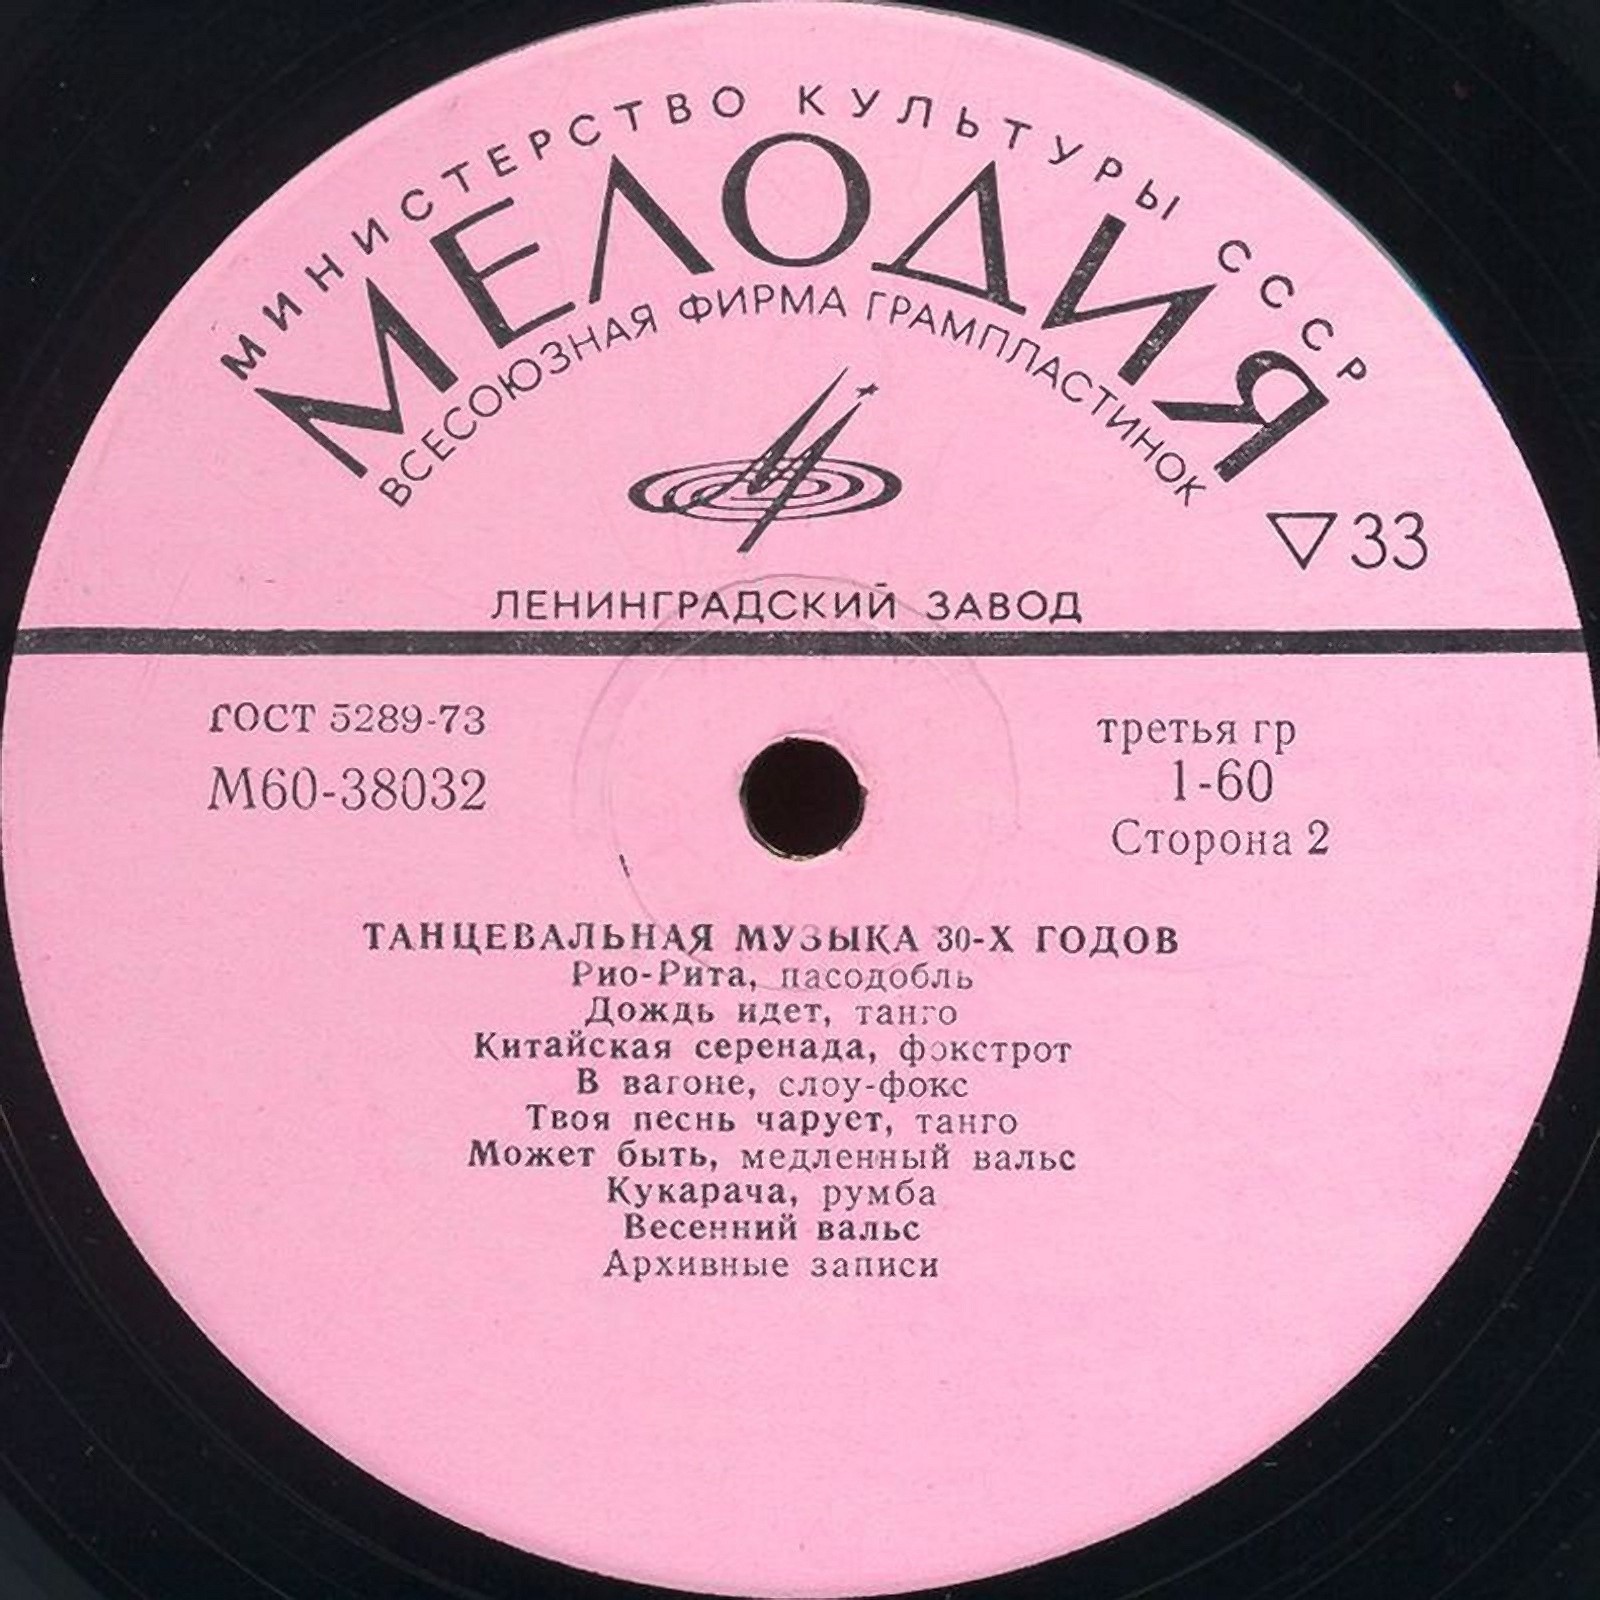 МИНИСТЕРСТВО КУЛЬТУРЫ СССР
МЕЛОДИЯ
ВСЕСОЮЗНАЯ ФИРМА ГРАМПЛАСТИНОК
33
ЛЕНИНГРАДСКИЙ ЗАВОД
ГОСТ 5289-73
М60-38032
третья гр
1-60
Сторона 2
ТАНЦЕВАЛЬНАЯ МУЗЫКА 30-Х ГОДОВ
Рио-Рита, пасодобль
Дождь идет, танго
Китайская серенада, фокстрот
В вагоне, слоу-фокс
Твоя песнь чарует, танго
Может быть, медленный вальс
Кукарача, румба
Весенний вальс
Архивные записи